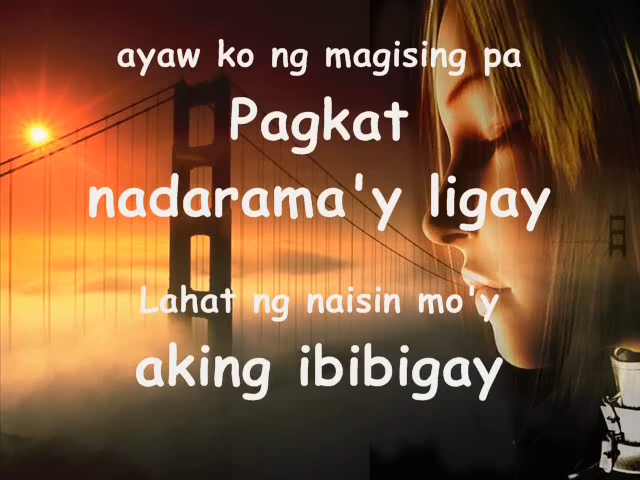 ayaw ko ng magising pa
Pagkat
nadarama'y ligay
Lahat ng naisin mo'y
aking ibibigay